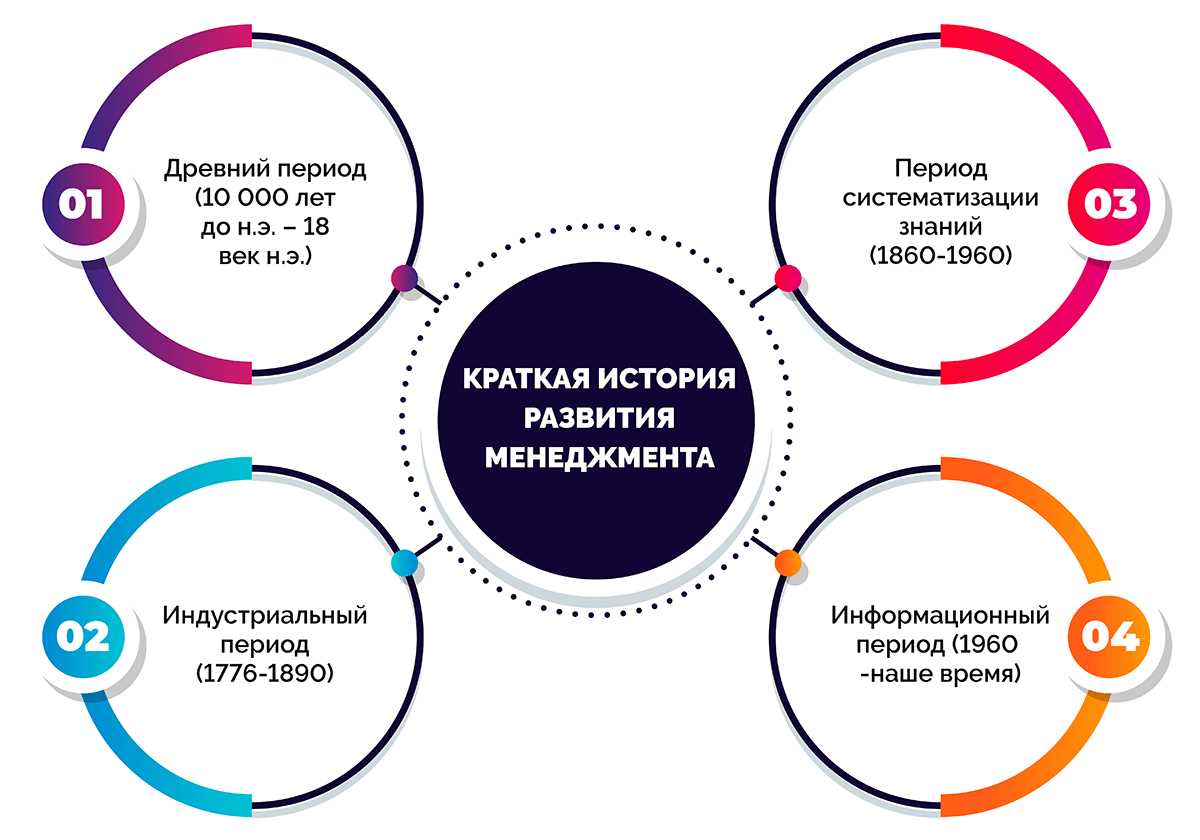 КРАТКАЯ ИСТОРИЯ
РАЗВИТИЯ
МЕНЕДЖМЕНТА
01
Древний период
(10 000 лет
до н.э. – 18
век н.э.)
02
Индустриальный
период
(1776-1890)
03
Период
систематизации
знаний
(1860-1960)
04
Информационный
период (1960
-наше время)